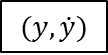 (y, ẏ)